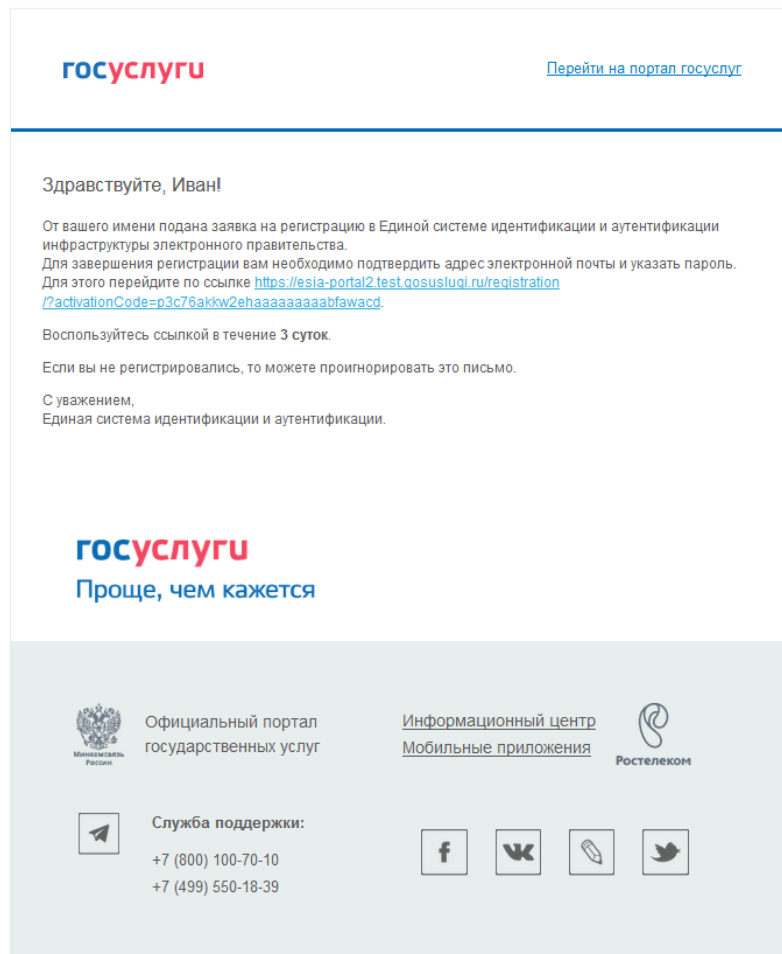 госуслуги
Перейти на портал госуслуг
Здравствуйте, Иван!
От вашего имени подана заявка на регистрацию в Единой системе идентификации и аутентификации
инфраструктуры электронного правительства.
Для завершения регистрации вам необходимо подтвердить адрес электронной почты и указать пароль.
Для этого перейдите по ссылке https://esia-portal2.test.gosuslugi.ru/registration
/?activationCode=p3c76akkw2ehaaaaaaaaabfawacd.
Воспользуйтесь ссылкой в течение 3 суток.
Если вы не регистрировались, то можете проигнорировать это письмо.
С уважением,
Единая система идентификации и аутентификации.
госуслуги
Проще, чем кажется
Официальный портал
государственных услуг
Минкомсвязь
России
Информационный центр
Мобильные приложения
Ростелеком
Служба поддержки:
+7 (800) 100-70-10
+7 (499) 550-18-39